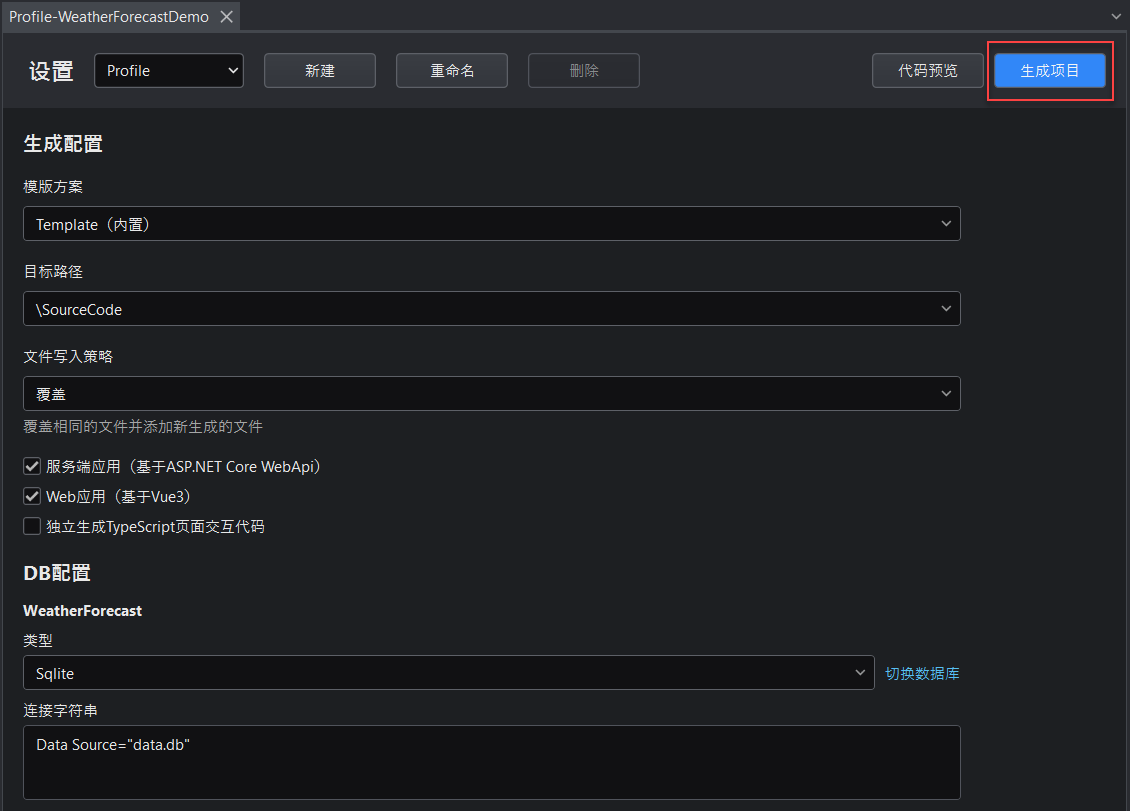 Profile-WeatherForecastDemo
设置 Profile 新建 重命名 删除 代码预览 生成项目
生成配置
模版方案
Template（内置）
目标路径
\SourceCode
文件写入策略
覆盖
覆盖相同的文件并添加新生成的文件
服务端应用（基于ASP.NET Core WebApi）
Web应用（基于Vue3）
独立生成TypeScript页面交互代码
DB配置
WeatherForecast
类型
Sqlite 切换数据库
连接字符串
Data Source="data.db"